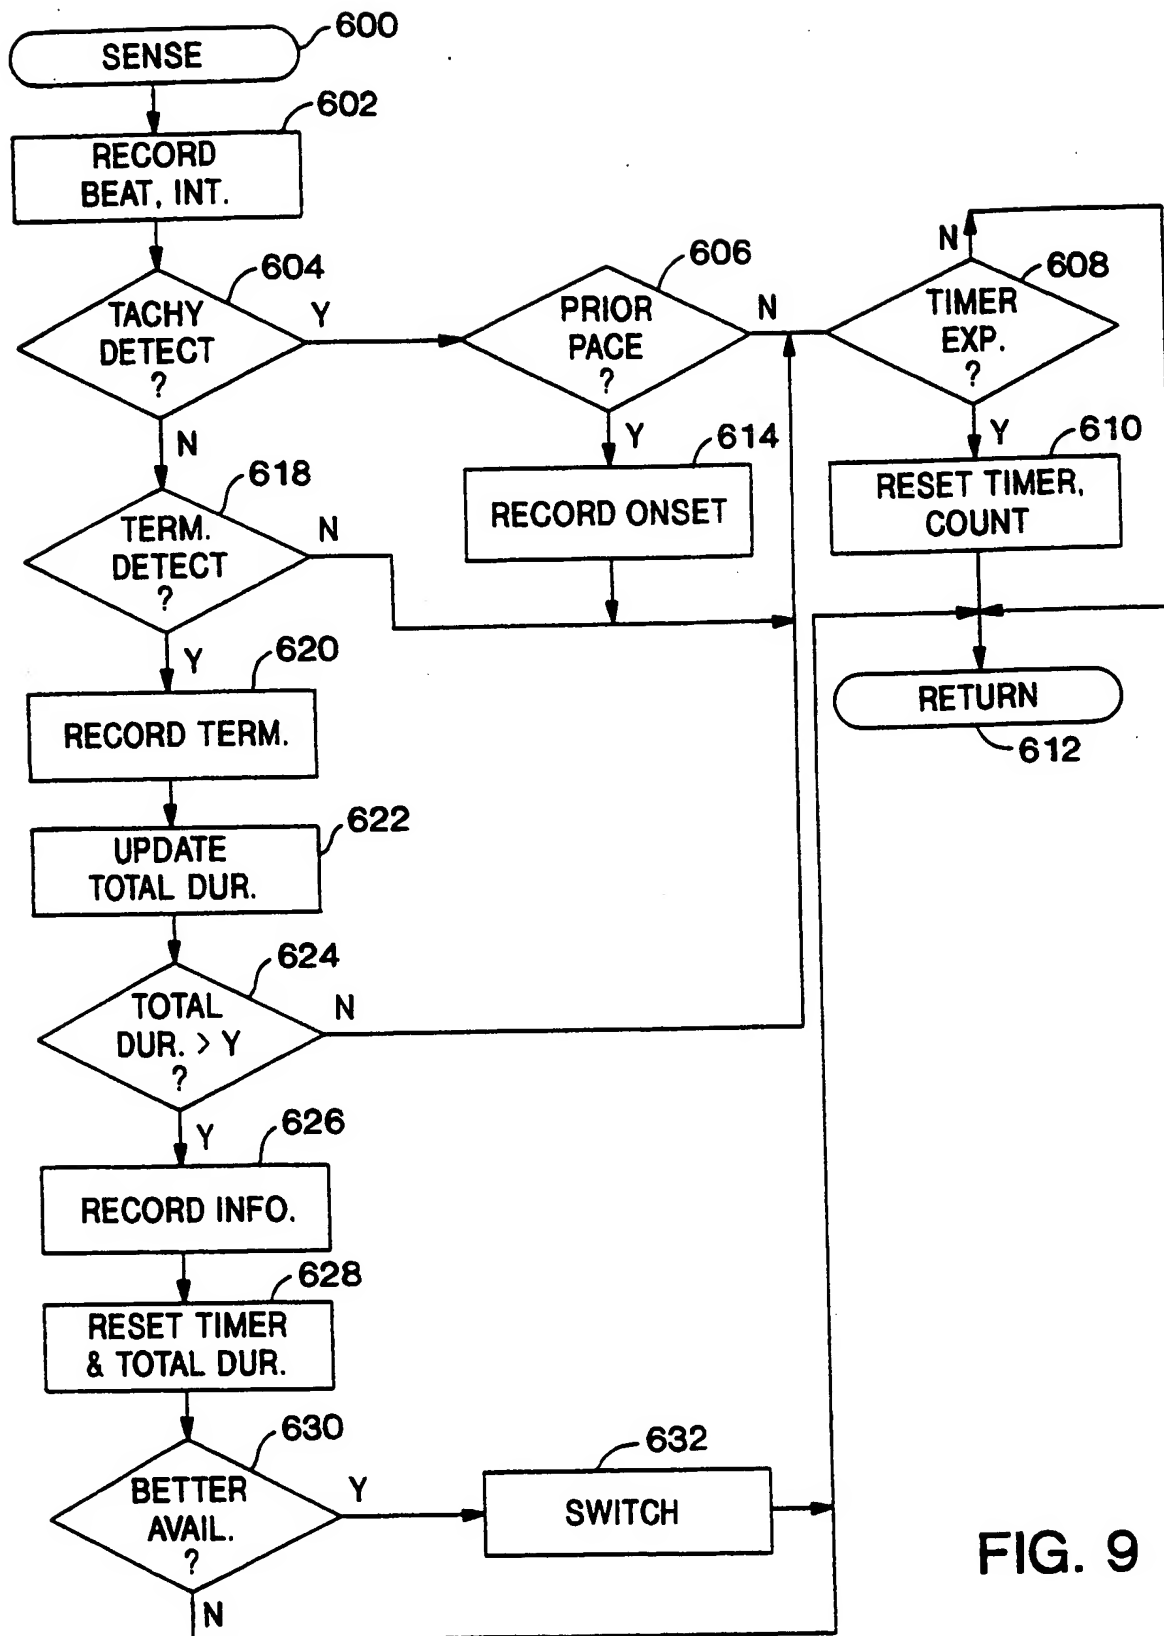 SENSE
600
602
RECORD
BEAT, INT.
604
TACHY
DETECT
?
Y
N
606
PRIOR
PACE
?
N
Y
N
608
TIMER
EXP.
?
Y
610
RESET TIMER,
COUNT
614
RECORD ONSET
618
TERM.
DETECT
?
N
Y
RETURN
612
620
RECORD TERM.
622
UPDATE
TOTAL DUR.
624
TOTAL
DUR. > Y
?
N
Y
626
RECORD INFO.
628
RESET TIMER
& TOTAL DUR.
630
BETTER
AVAIL.
?
Y
N
632
SWITCH
FIG. 9